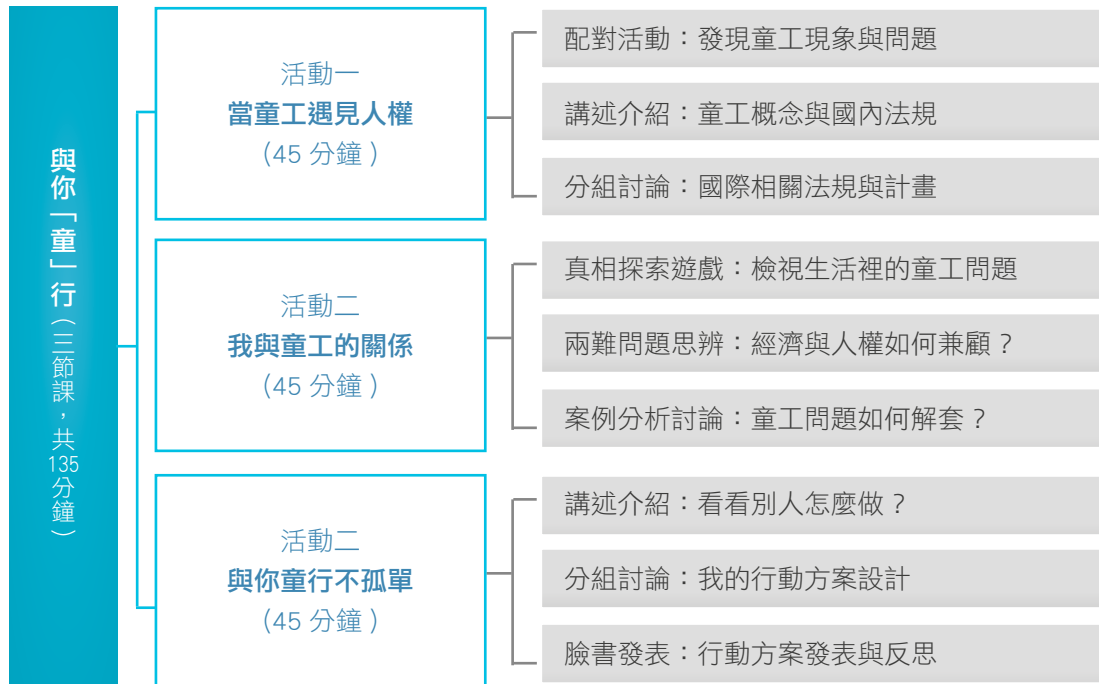 與你「童」行（三節課，共135分鐘）
活動一
當童工遇見人權
（45 分鐘）
配對活動：發現童工現象與問題
講述介紹：童工概念與國內法規
分組討論：國際相關法規與計畫
活動二
我與童工的關係
（45 分鐘）
真相探索遊戲：檢視生活裡的童工問題
兩難問題思辨：經濟與人權如何兼顧？
案例分析討論：童工問題如何解套？
活動二
與你童行不孤單
（45 分鐘）
講述介紹：看看別人怎麼做？
分組討論：我的行動方案設計
臉書發表：行動方案發表與反思